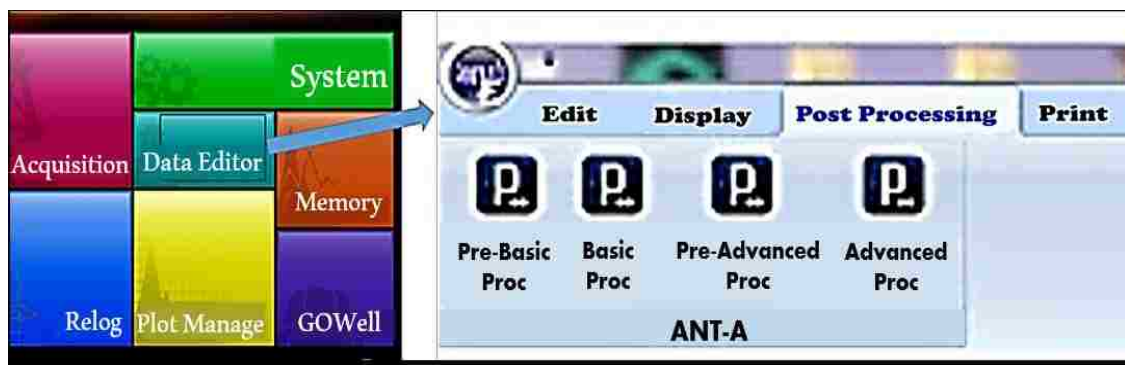 System
Acquisition
Data Editor
Memory
Relog
Plot Manage
GOWell
Edit Display Post Processing Print
Pre-Basic Basic Pre-Advanced Advanced
Proc Proc Proc Proc
ANT-A